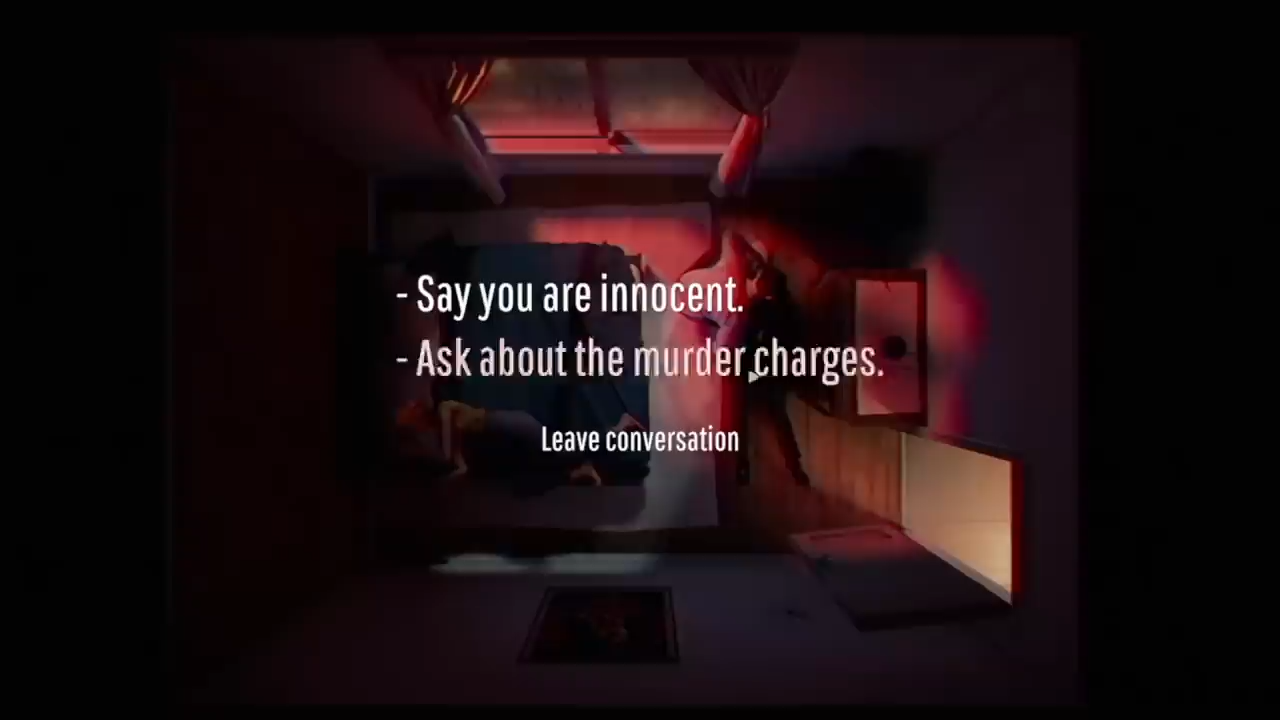 - Say you are innocent.
- Ask about the murder charges.
Leave conversation